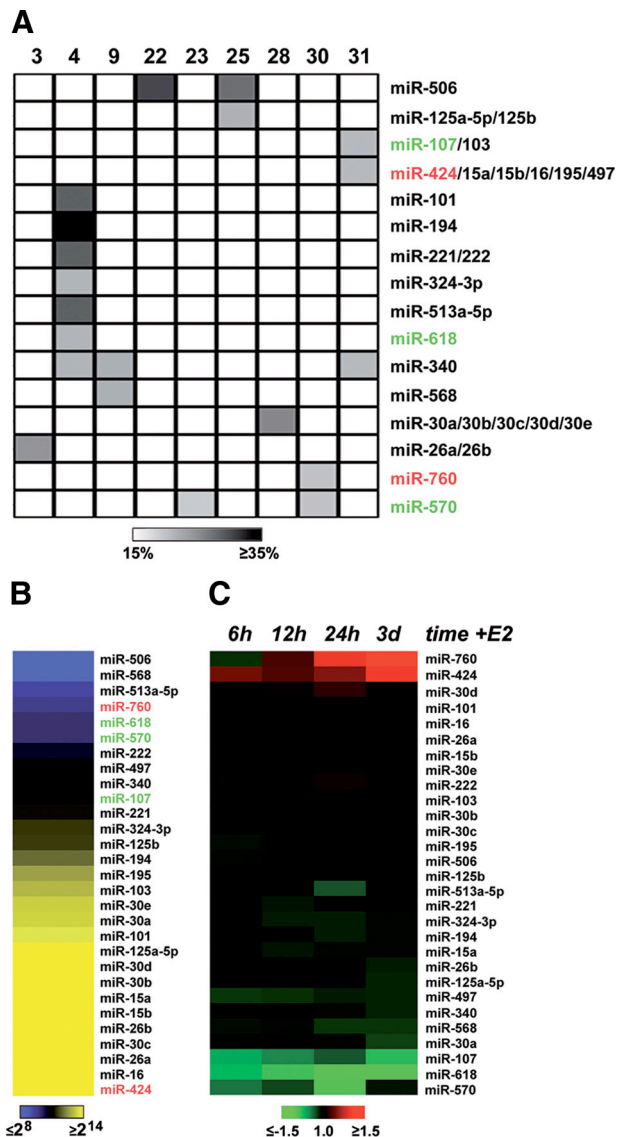 A
3 4 9 22 23 25 28 30 31
miR-506
miR-125a-5p/125b
miR-107/103
miR-424/15a/15b/16/195/497
miR-101
miR-194
miR-221/222
miR-324-3p
miR-513a-5p
miR-618
miR-340
miR-568
miR-30a/30b/30c/30d/30e
miR-26a/26b
miR-760
miR-570
15% ≥35%
B
miR-506
miR-568
miR-513a-5p
miR-760
miR-618
miR-570
miR-222
miR-497
miR-340
miR-107
miR-221
miR-324-3p
miR-125b
miR-194
miR-195
miR-103
miR-30e
miR-30a
miR-101
miR-125a-5p
miR-30d
miR-30b
miR-15a
miR-15b
miR-26b
miR-30c
miR-26a
miR-16
miR-424
≤2⁸ ≥2¹⁴
C
6h 12h 24h 3d time +E2
miR-760
miR-424
miR-30d
miR-101
miR-16
miR-26a
miR-15b
miR-30e
miR-222
miR-103
miR-30b
miR-30c
miR-195
miR-506
miR-125b
miR-513a-5p
miR-221
miR-324-3p
miR-194
miR-15a
miR-26b
miR-125a-5p
miR-497
miR-340
miR-568
miR-30a
miR-107
miR-618
miR-570
≤-1.5 1.0 ≥1.5